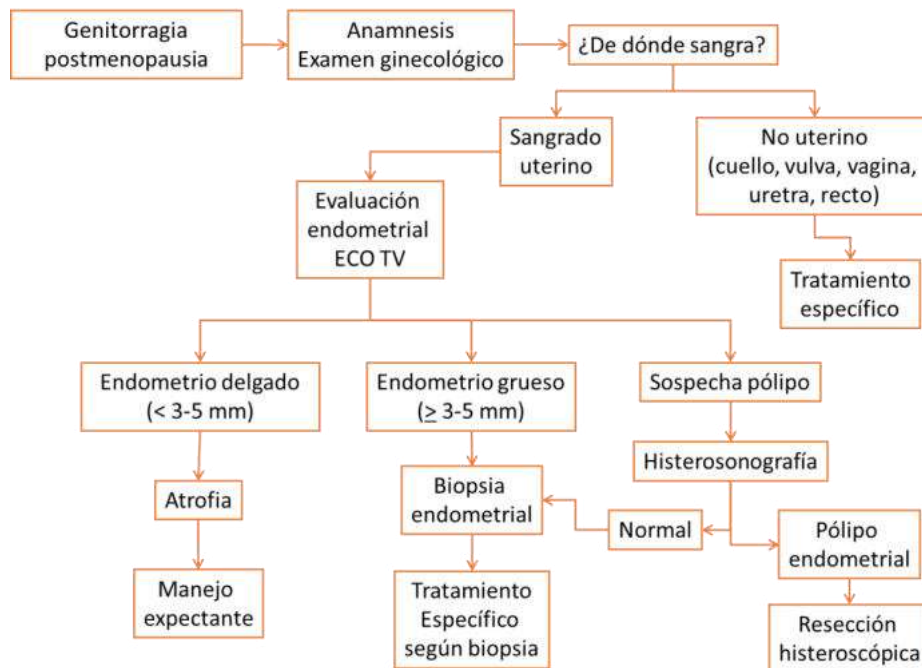 Genitorragia
postmenopausia
Anamnesis
Examen ginecológico
¿De dónde sangra?
Sangrado
uterino
No uterino
(cuello, vulva, vagina,
uretra, recto)
Evaluación
endometrial
ECO TV
Tratamiento
específico
Endometrio delgado
(< 3-5 mm)
Endometrio grueso
(≥ 3-5 mm)
Sospecha pólipo
Histerosonografía
Atrofia
Biopsia
endometrial
Normal
Pólipo
endometrial
Manejo
expectante
Tratamiento
Específico
según biopsia
Resección
histeroscópica